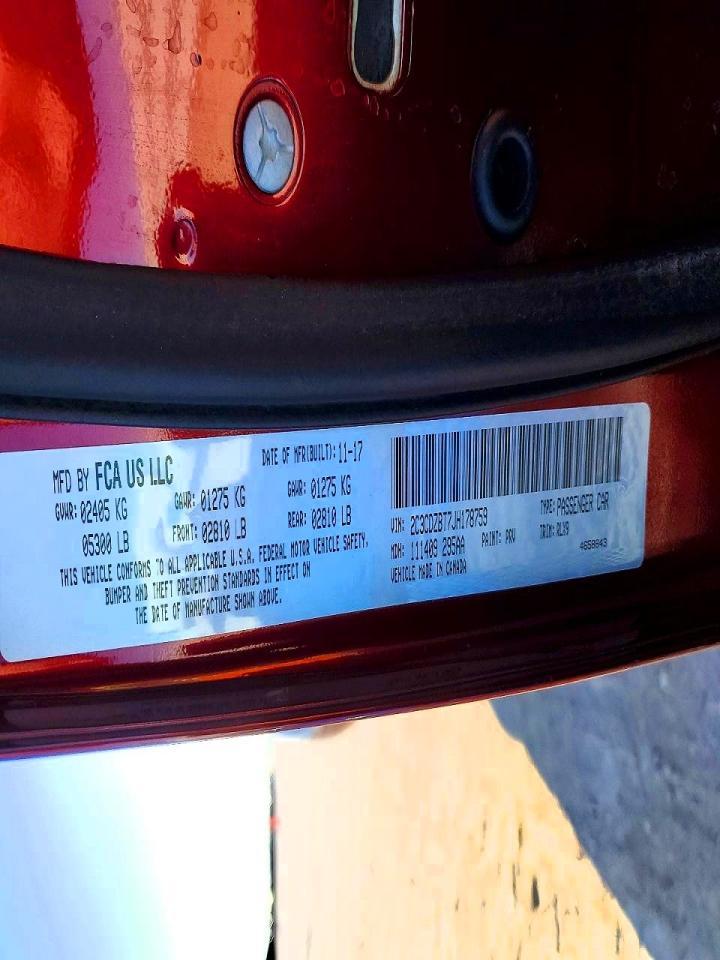 MFD BY FCA US LLC
DATE OF MFR(BUILT): 11-17
GVWR: 02405 KG
GAWR: 01275 KG
GAWR: 01275 KG
05300 LB
FRONT: 02810 LB
REAR: 02810 LB
THIS VEHICLE CONFORMS TO ALL APPLICABLE U.S.A. FEDERAL MOTOR VEHICLE SAFETY,
BUMPER AND THEFT PREVENTION STANDARDS IN EFFECT ON
THE DATE OF MANUFACTURE SHOWN ABOVE.
VIN: 2C3CDZBT7JH178759
TYPE: PASSENGER CAR
MDH: 111409 295AA
PAINT: PRV
TRIM: RLX9
VEHICLE MADE IN CANADA